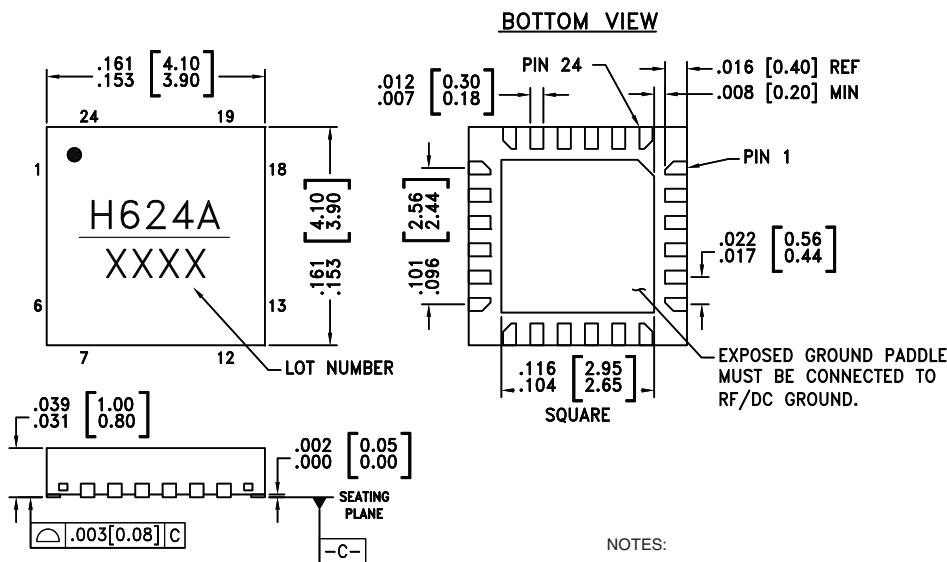 BOTTOM VIEW
.161 [4.10]
.153 [3.90]
24
19
1
18
H624A
XXXX
6
13
7
12
LOT NUMBER
[4.10]
[3.90]
.161
.153
.012 [0.30]
.007 [0.18]
PIN 24
.016 [0.40] REF
.008 [0.20] MIN
PIN 1
[2.56]
[2.44]
.101
.096
.022 [0.56]
.017 [0.44]
.116 [2.95]
.104 [2.65]
SQUARE
EXPOSED GROUND PADDLE
MUST BE CONNECTED TO
RF/DC GROUND.
.039 [1.00]
.031 [0.80]
.002 [0.05]
.000 [0.00]
SEATING
PLANE
.003[0.08] C
-C-
NOTES: